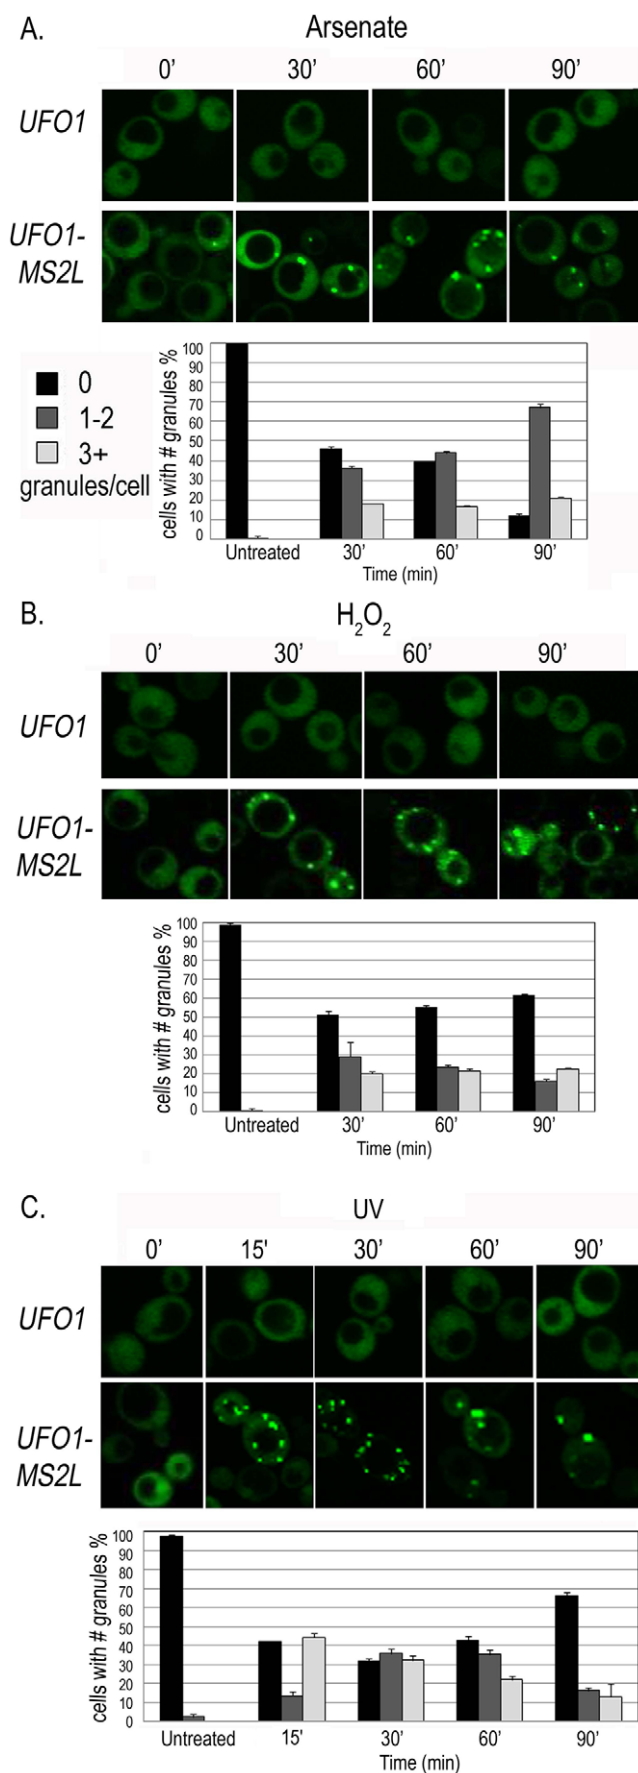 A.
Arsenate
0' 30' 60' 90'
UFO1
UFO1-
MS2L
0
1-2
3+
granules/cell
cells with # granules %
100
90
80
70
60
50
40
30
20
10
0
Untreated 30' 60' 90'
Time (min)
B.
H₂O₂
0' 30' 60' 90'
UFO1
UFO1-
MS2L
cells with # granules %
100
90
80
70
60
50
40
30
20
10
0
Untreated 30' 60' 90'
Time (min)
C.
UV
0' 15' 30' 60' 90'
UFO1
UFO1-
MS2L
cells with # granules %
100
90
80
70
60
50
40
30
20
10
0
Untreated 15' 30' 60' 90'
Time (min)